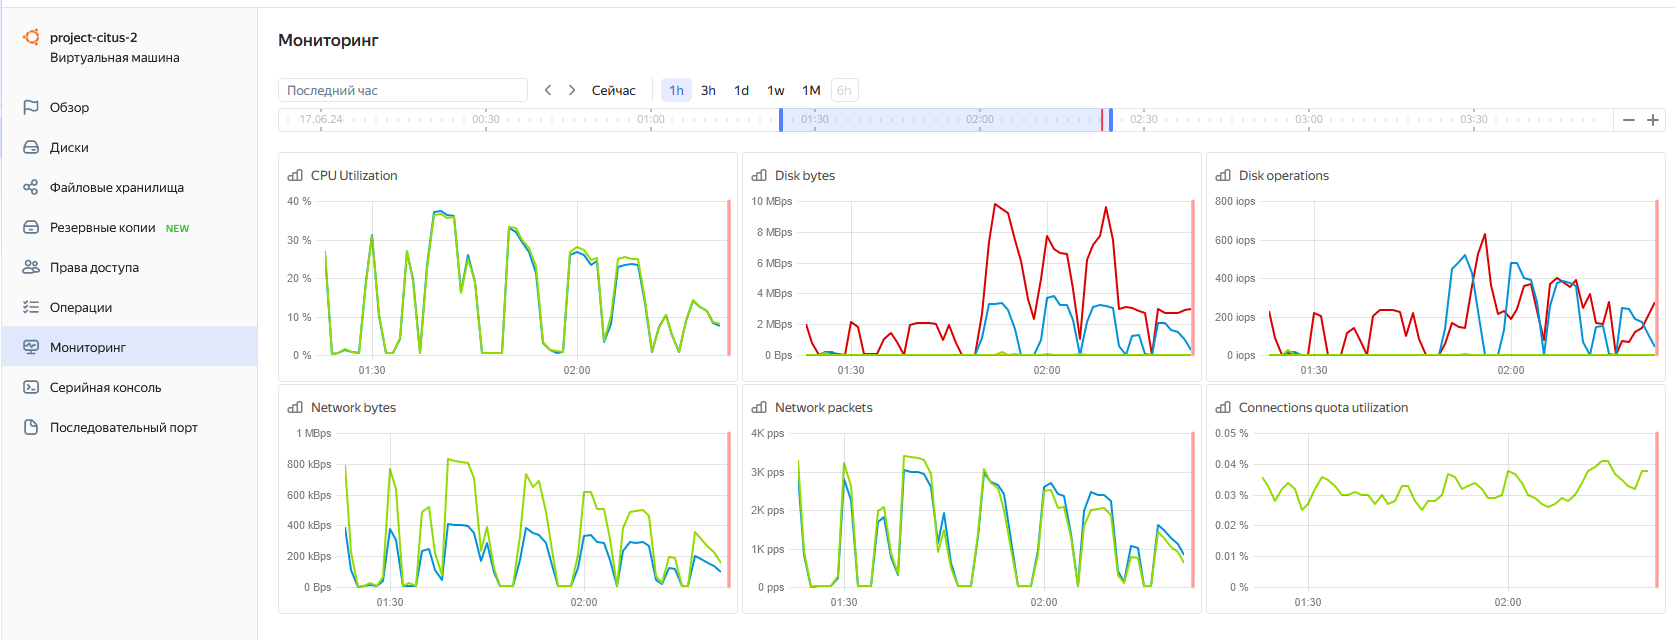 project-citus-2
Виртуальная машина
Обзор
Диски
Файловые хранилища
Резервные копии NEW
Права доступа
Операции
Мониторинг
Серийная консоль
Последовательный порт
Мониторинг
Последний час
Сейчас
1h 3h 1d 1w 1M 6h
17.06.24 00:30 01:00 01:30 02:00 02:30 03:00 03:30
CPU Utilization
40 %
30 %
20 %
10 %
0 %
01:30 02:00
Disk bytes
10 MBps
8 MBps
6 MBps
4 MBps
2 MBps
0 Bps
01:30 02:00
Disk operations
800 iops
600 iops
400 iops
200 iops
0 iops
01:30 02:00
Network bytes
1 MBps
800 kBps
600 kBps
400 kBps
200 kBps
0 Bps
01:30 02:00
Network packets
4K pps
3K pps
2K pps
1K pps
0 pps
01:30 02:00
Connections quota utilization
0.05 %
0.04 %
0.03 %
0.02 %
0.01 %
0 %
01:30 02:00